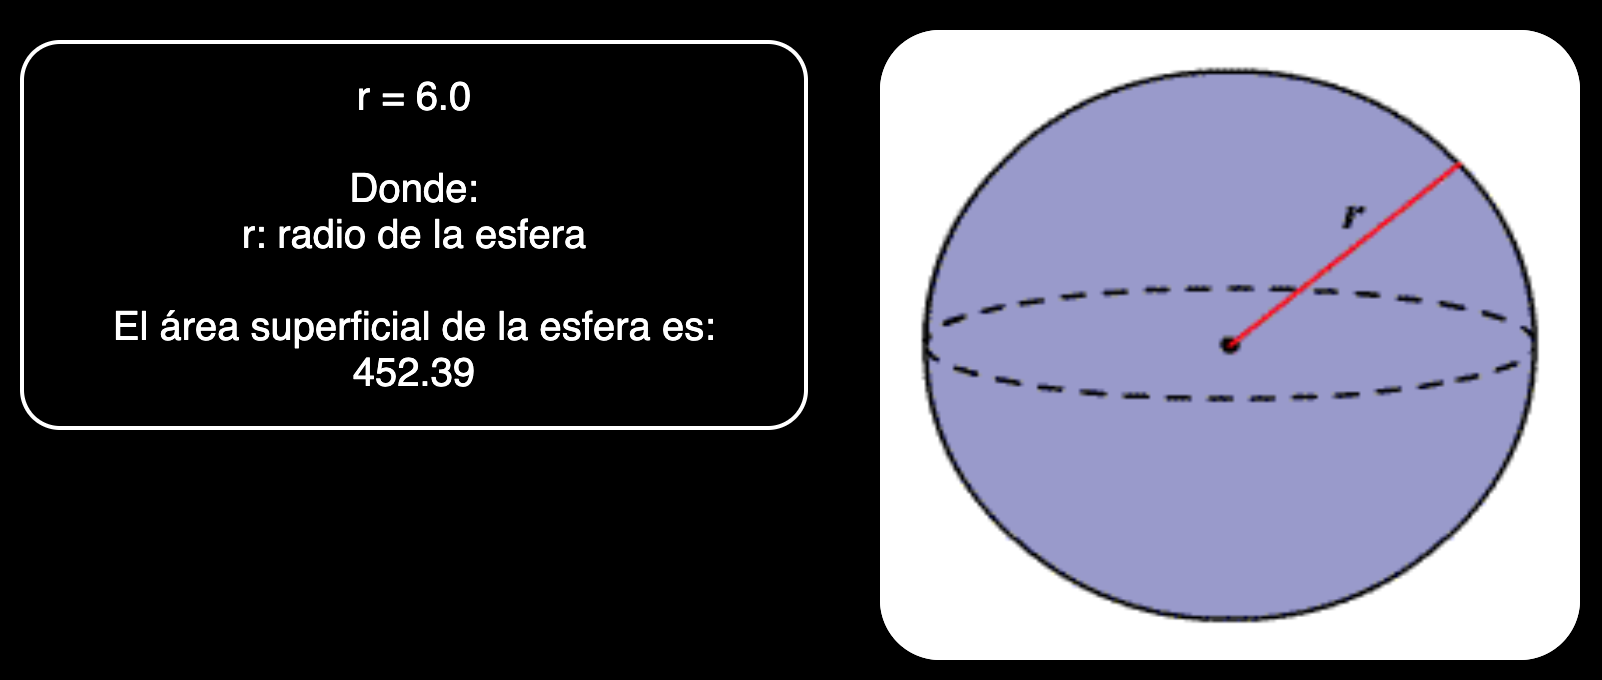 r = 6.0
Donde:
r: radio de la esfera
El área superficial de la esfera es:
452.39
r